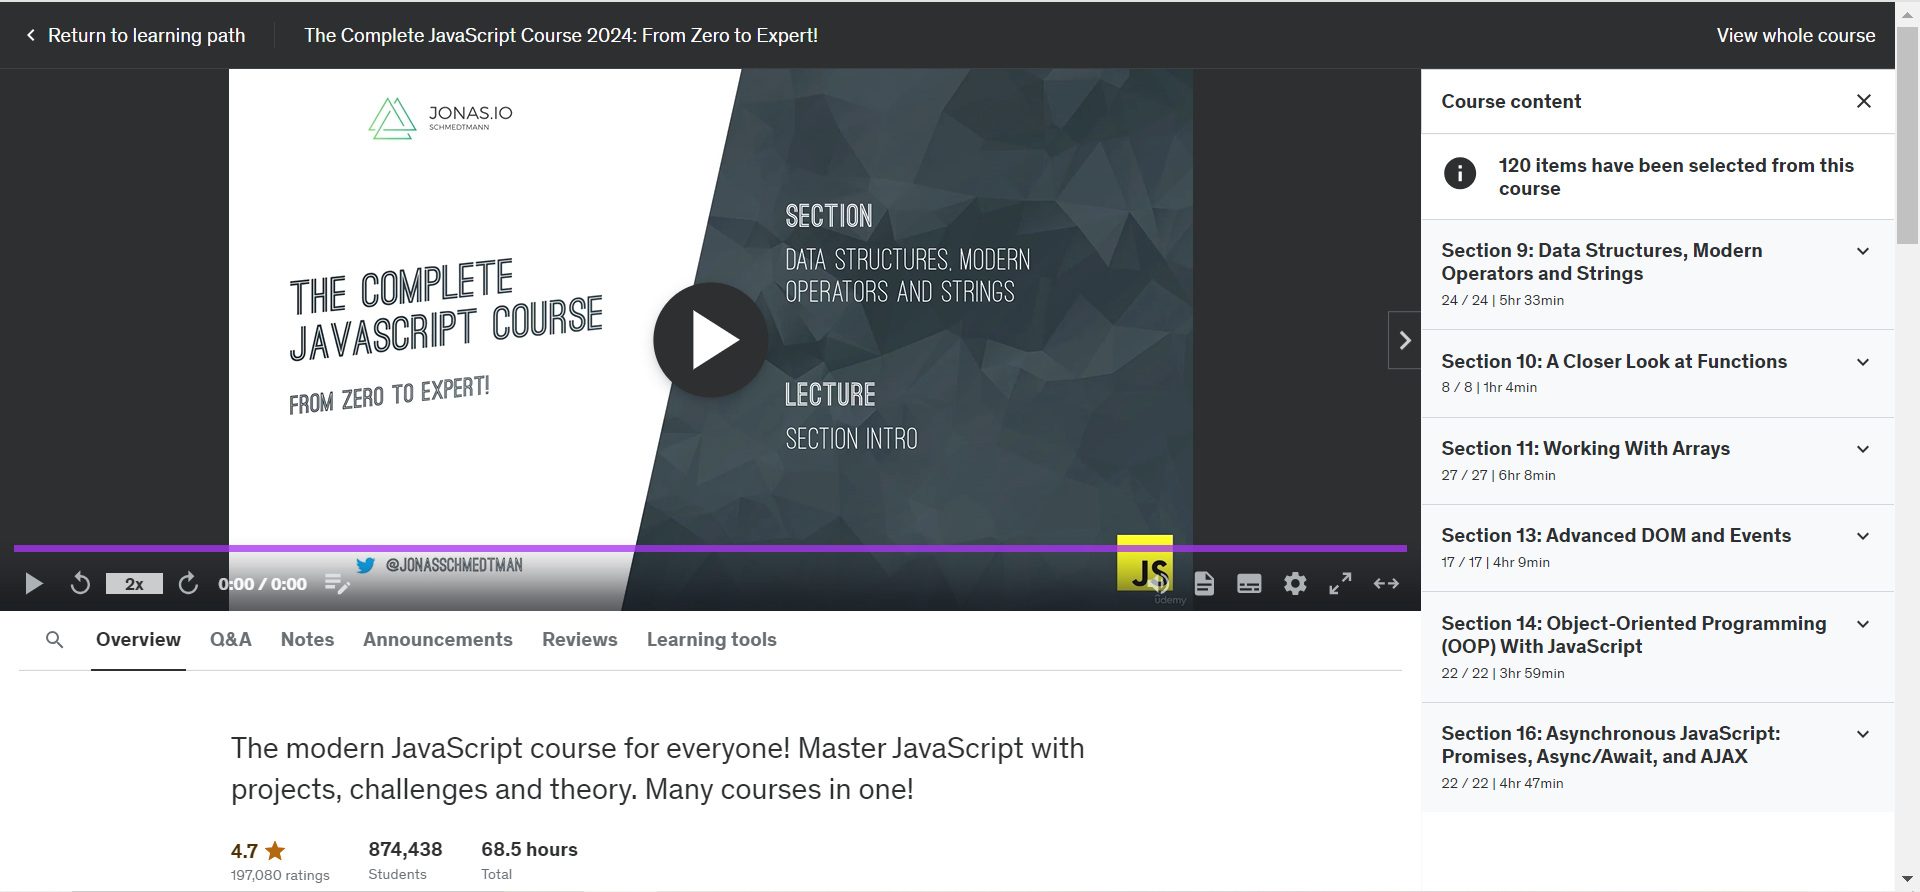 Return to learning path
The Complete JavaScript Course 2024: From Zero to Expert!
View whole course
JONAS.IO
SCHMEDTMANN
THE COMPLETE
JAVASCRIPT COURSE
FROM ZERO TO EXPERT!
SECTION
DATA STRUCTURES, MODERN
OPERATORS AND STRINGS
LECTURE
SECTION INTRO
@JONASSCHMEDTMAN
JS
udemy
2x
0:00 / 0:00
Overview
Q&A
Notes
Announcements
Reviews
Learning tools
The modern JavaScript course for everyone! Master JavaScript with
projects, challenges and theory. Many courses in one!
4.7
197,080 ratings
874,438
Students
68.5 hours
Total
Course content
120 items have been selected from this
course
Section 9: Data Structures, Modern
Operators and Strings
24 / 24 | 5hr 33min
Section 10: A Closer Look at Functions
8 / 8 | 1hr 4min
Section 11: Working With Arrays
27 / 27 | 6hr 8min
Section 13: Advanced DOM and Events
17 / 17 | 4hr 9min
Section 14: Object-Oriented Programming
(OOP) With JavaScript
22 / 22 | 3hr 59min
Section 16: Asynchronous JavaScript:
Promises, Async/Await, and AJAX
22 / 22 | 4hr 47min